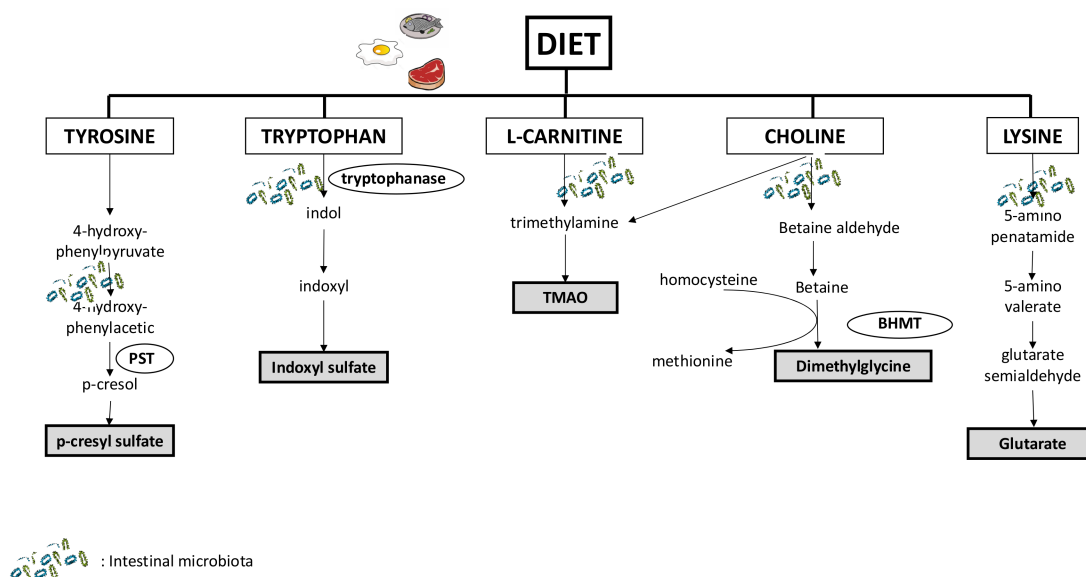 DIET
TYROSINE
TRYPTOPHAN
L-CARNITINE
CHOLINE
LYSINE
tryptophanase
indol
indoxyl
Indoxyl sulfate
4-hydroxy-
phenylpyruvate
4-hydroxy-
phenylacetic
PST
p-cresol
p-cresyl sulfate
trimethylamine
TMAO
Betaine aldehyde
homocysteine
Betaine
BHMT
methionine
Dimethylglycine
5-amino
penatamide
5-amino
valerate
glutarate
semialdehyde
Glutarate
: Intestinal microbiota